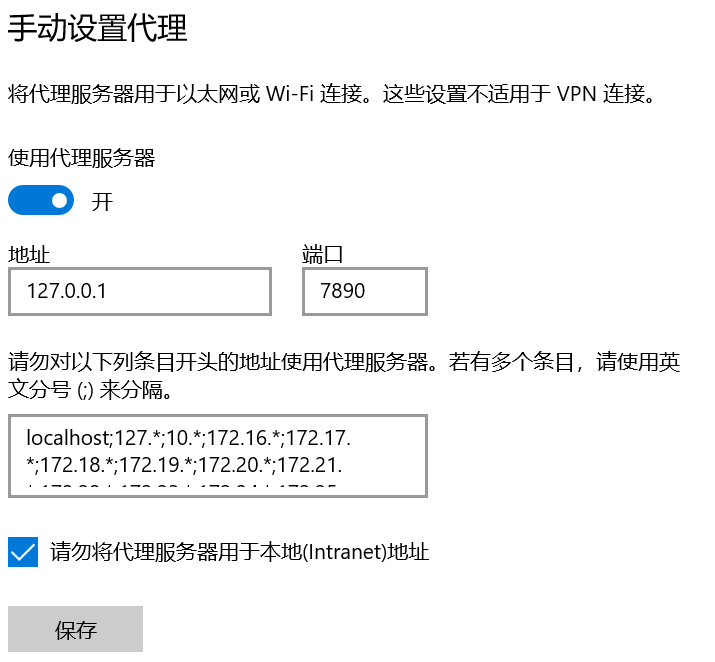 手动设置代理
将代理服务器用于以太网或 Wi-Fi 连接。这些设置不适用于 VPN 连接。
使用代理服务器
开
地址
端口
127.0.0.1
7890
请勿对以下列条目开头的地址使用代理服务器。若有多个条目，请使用英
文分号 (;) 来分隔。
localhost;127.*;10.*;172.16.*;172.17.
*;172.18.*;172.19.*;172.20.*;172.21.
请勿将代理服务器用于本地(Intranet)地址
保存